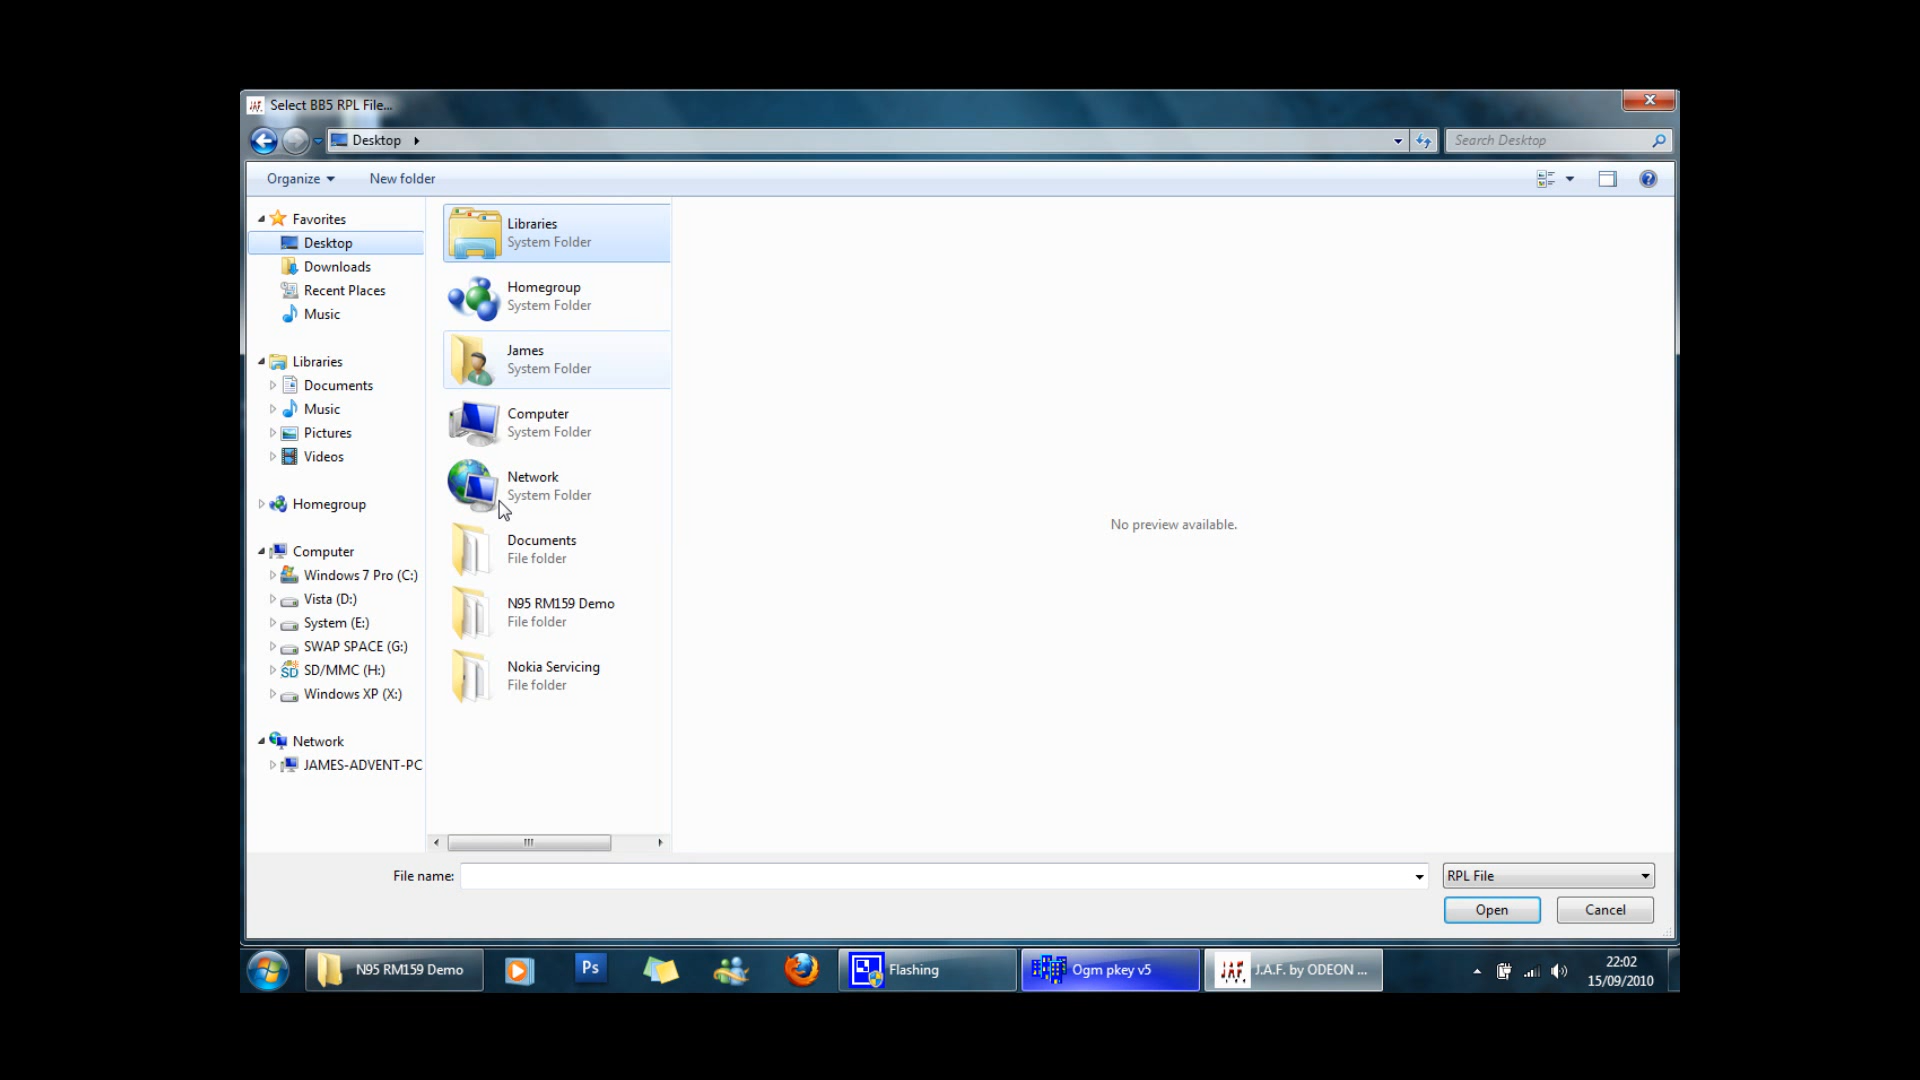 Select BB5 RPL File...
Desktop
Search Desktop
Organize
New folder
Favorites
Desktop
Downloads
Recent Places
Music
Libraries
Documents
Music
Pictures
Videos
Homegroup
Computer
Windows 7 Pro (C:)
Vista (D:)
System (E:)
SWAP SPACE (G:)
SD/MMC (H:)
Windows XP (X:)
Network
JAMES-ADVENT-PC
Libraries
System Folder
Homegroup
System Folder
James
System Folder
Computer
System Folder
Network
System Folder
Documents
File folder
N95 RM159 Demo
File folder
Nokia Servicing
File folder
No preview available.
File name:
RPL File
Open
Cancel
N95 RM159 Demo
Ps
Flashing
Ogm pkey v5
JAF
J.A.F. by ODEON ...
22:02
15/09/2010